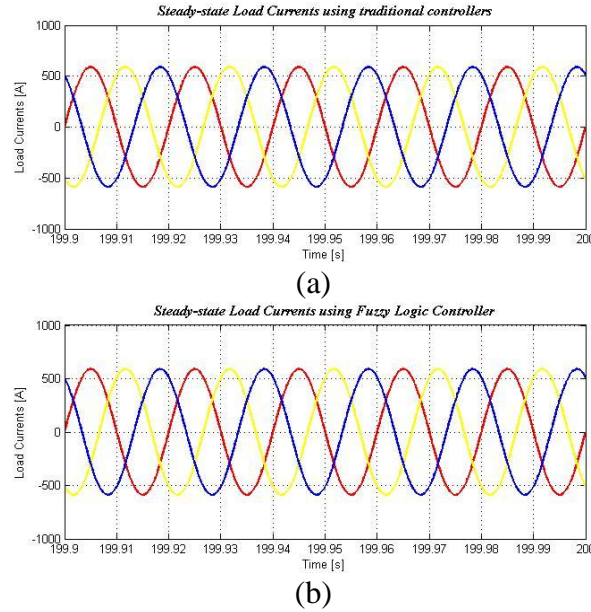 Steady-state Load Currents using traditional controllers
1000
500
0
-500
-1000
Load Currents [A]
199.9 199.91 199.92 199.93 199.94 199.95 199.96 199.97 199.98 199.99 200
Time [s]
(a)
Steady-state Load Currents using Fuzzy Logic Controller
1000
500
0
-500
-1000
Load Currents [A]
199.9 199.91 199.92 199.93 199.94 199.95 199.96 199.97 199.98 199.99 200
Time [s]
(b)